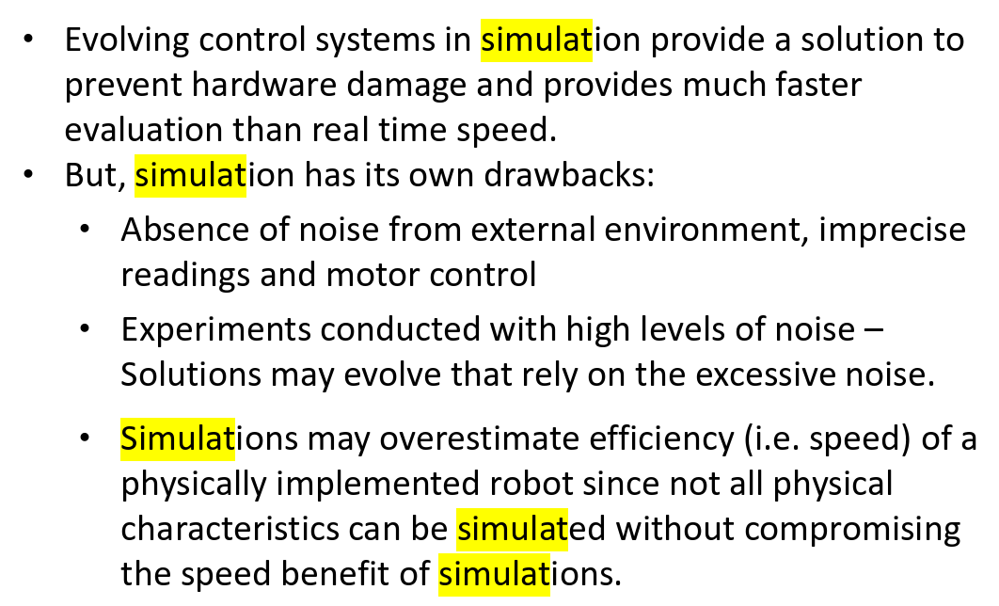 • Evolving control systems in simulation provide a solution to
prevent hardware damage and provides much faster
evaluation than real time speed.
• But, simulation has its own drawbacks:
• Absence of noise from external environment, imprecise
readings and motor control
• Experiments conducted with high levels of noise –
Solutions may evolve that rely on the excessive noise.
• Simulations may overestimate efficiency (i.e. speed) of a
physically implemented robot since not all physical
characteristics can be simulated without compromising
the speed benefit of simulations.